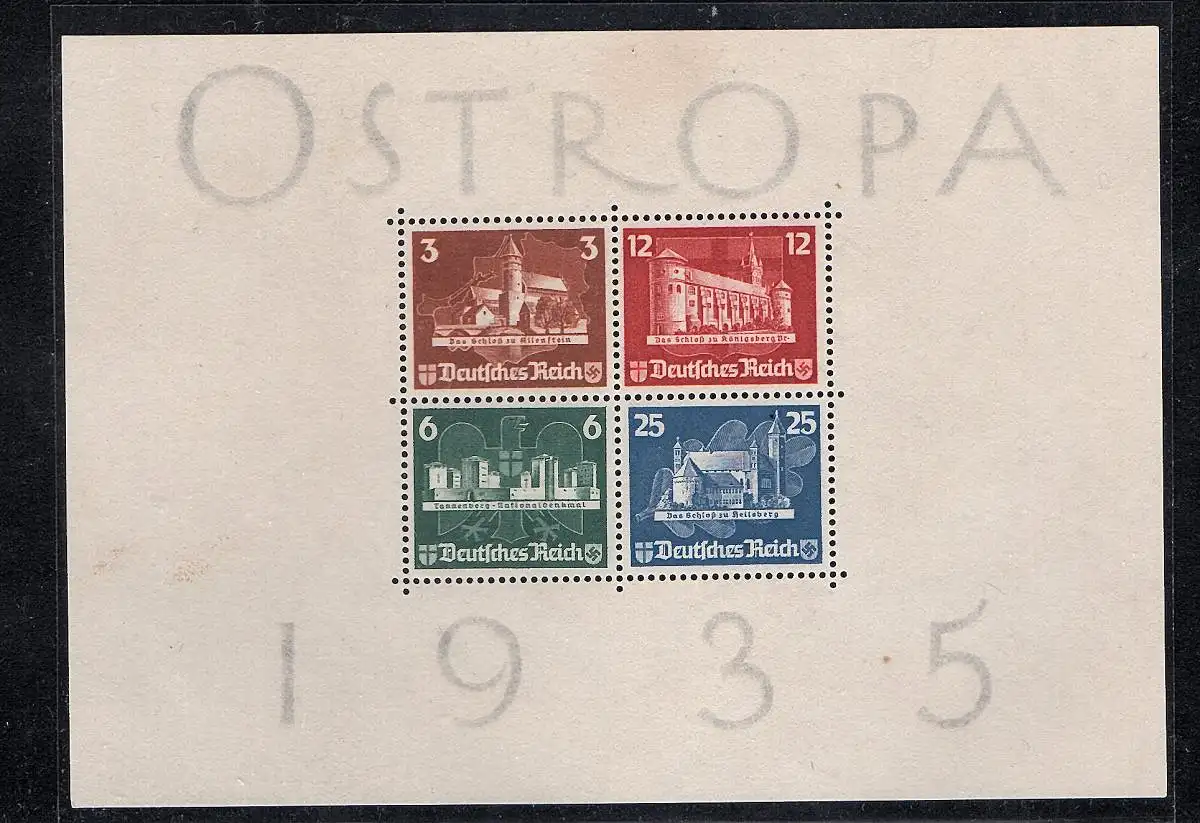 OSTROPA
3 3
Das Schloß zu Allenstein
Deutsches Reich
12 12
Das Schloß zu Königsberg Pr.
Deutsches Reich
6 6
Tannenberg-Nationaldenkmal
Deutsches Reich
25 25
Das Schloß zu Heilsberg
Deutsches Reich
1935